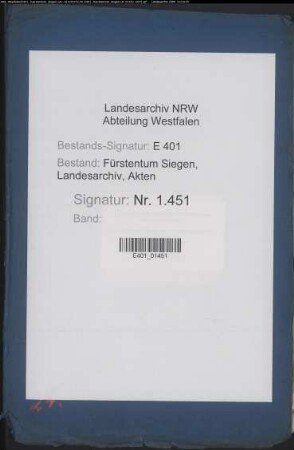 Landesarchiv NRW
Abteilung Westfalen
Bestands-Signatur: E 401
Bestand: Fürstentum Siegen,
Landesarchiv, Akten
Signatur: Nr. 1.451
Band:
E401_01451